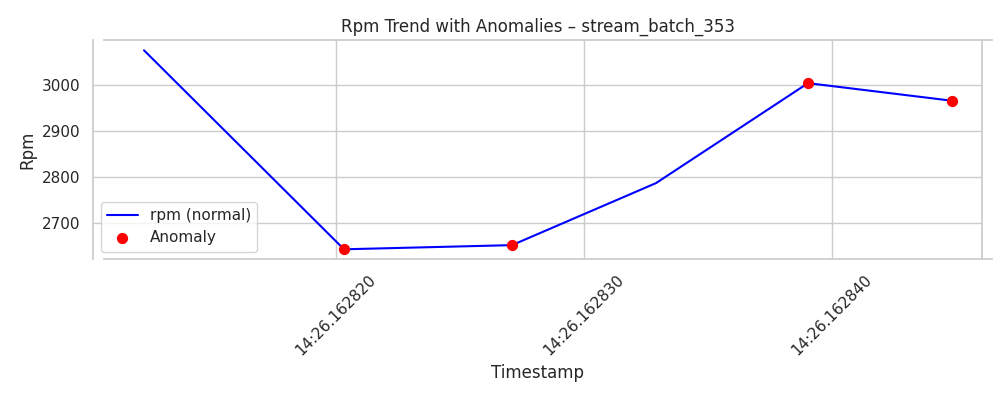 Rpm Trend with Anomalies – stream_batch_353
Rpm
3000
2900
2800
2700
rpm (normal)
Anomaly
14:26.162820
14:26.162830
14:26.162840
Timestamp